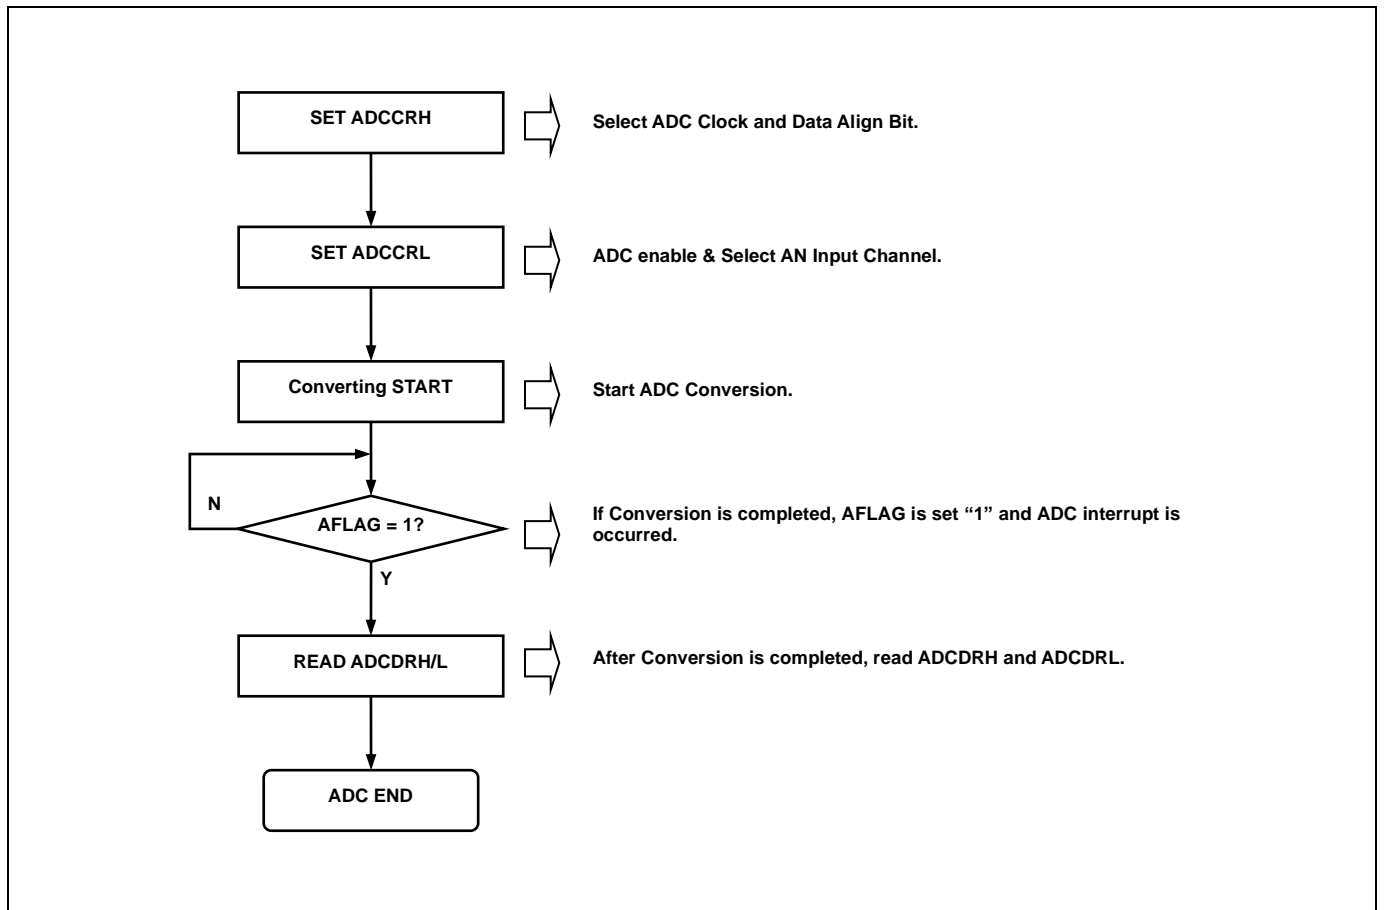 SET ADCCRH
Select ADC Clock and Data Align Bit.
SET ADCCRL
ADC enable & Select AN Input Channel.
Converting START
Start ADC Conversion.
N
AFLAG = 1?
If Conversion is completed, AFLAG is set “1” and ADC interrupt is
occurred.
Y
READ ADCDRH/L
After Conversion is completed, read ADCDRH and ADCDRL.
ADC END